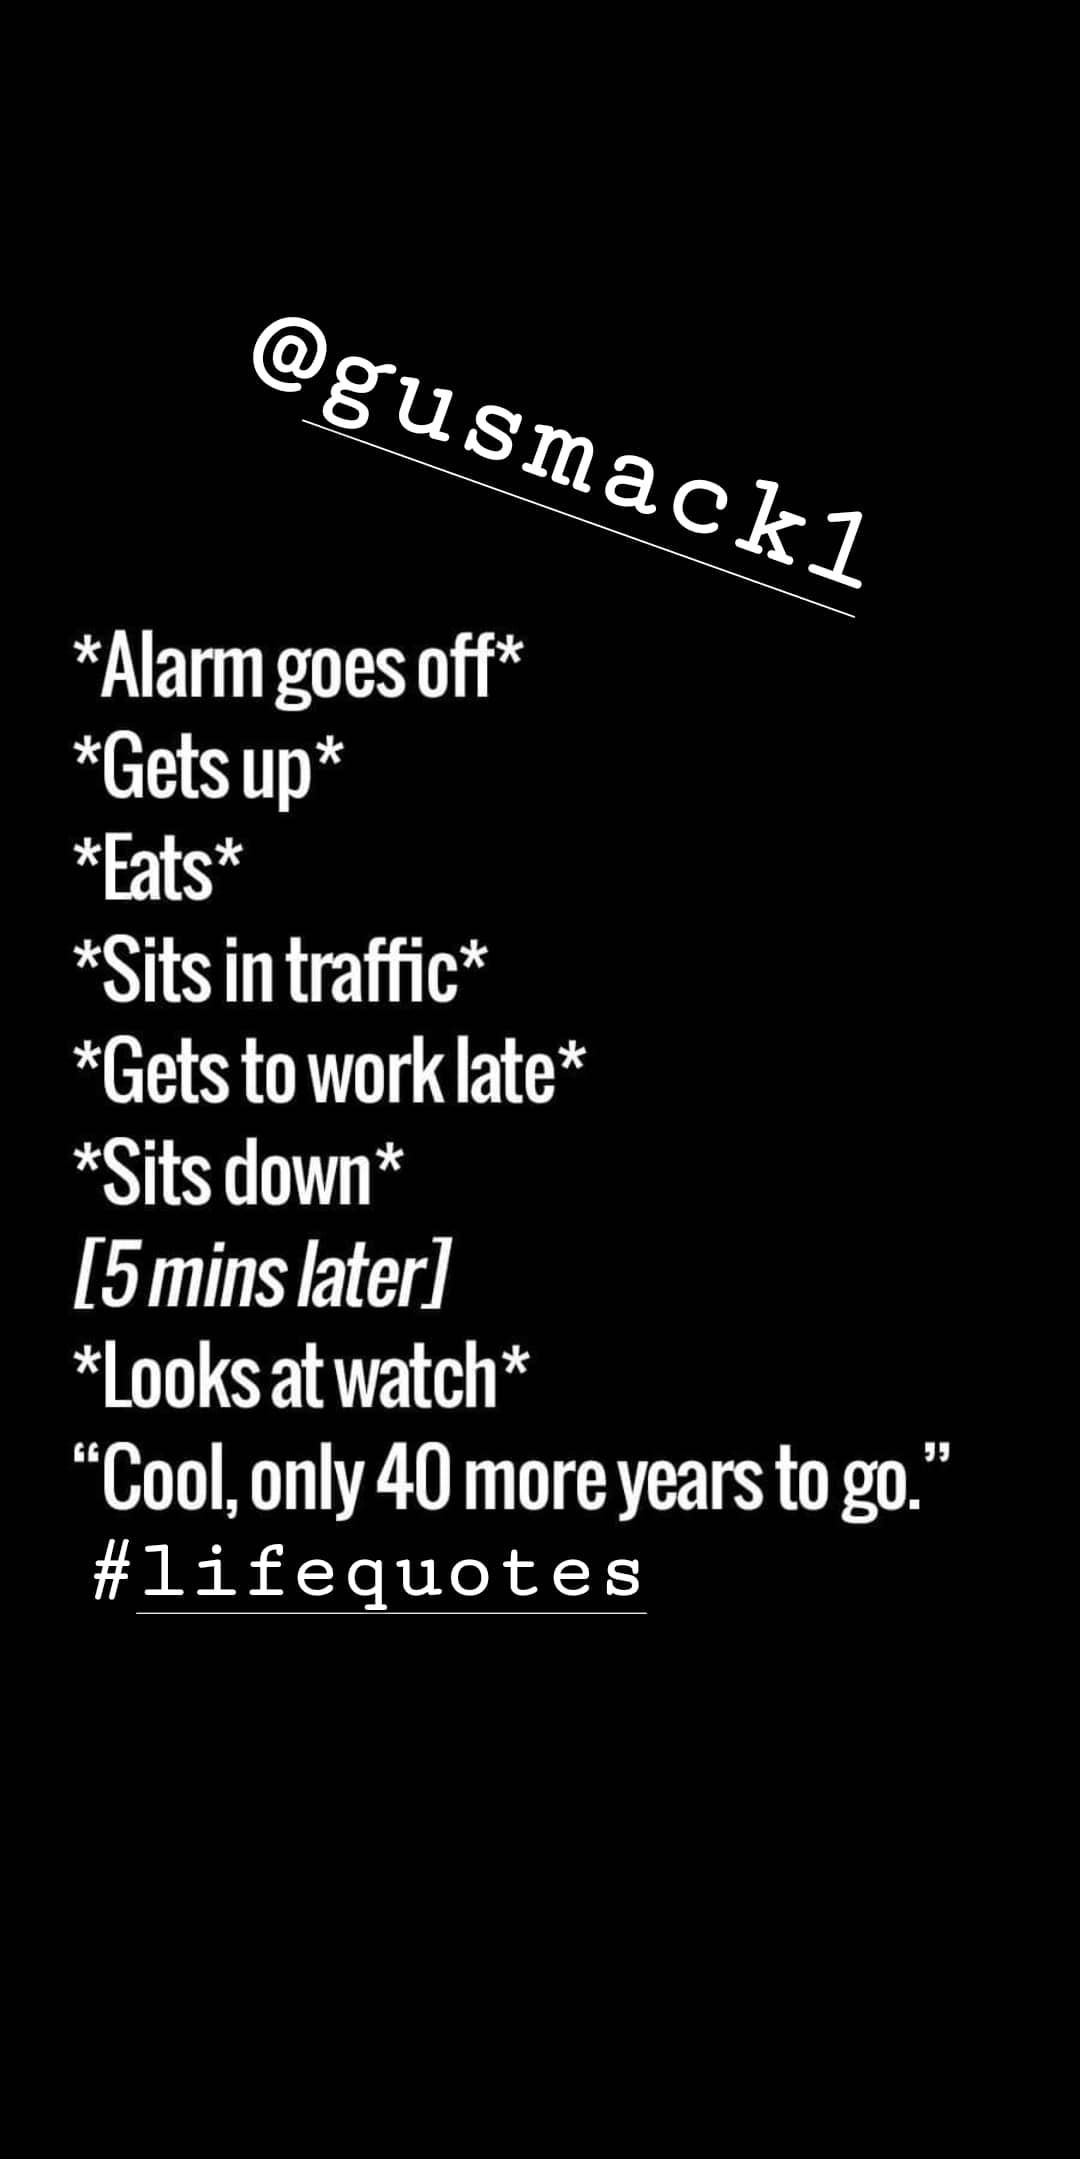 @gusmack1
*Alarm goes off*
*Gets up*
*Eats*
*Sits in traffic*
*Gets to work late*
*Sits down*
[5 mins later]
*Looks at watch*
“Cool, only 40 more years to go.”
#lifequotes